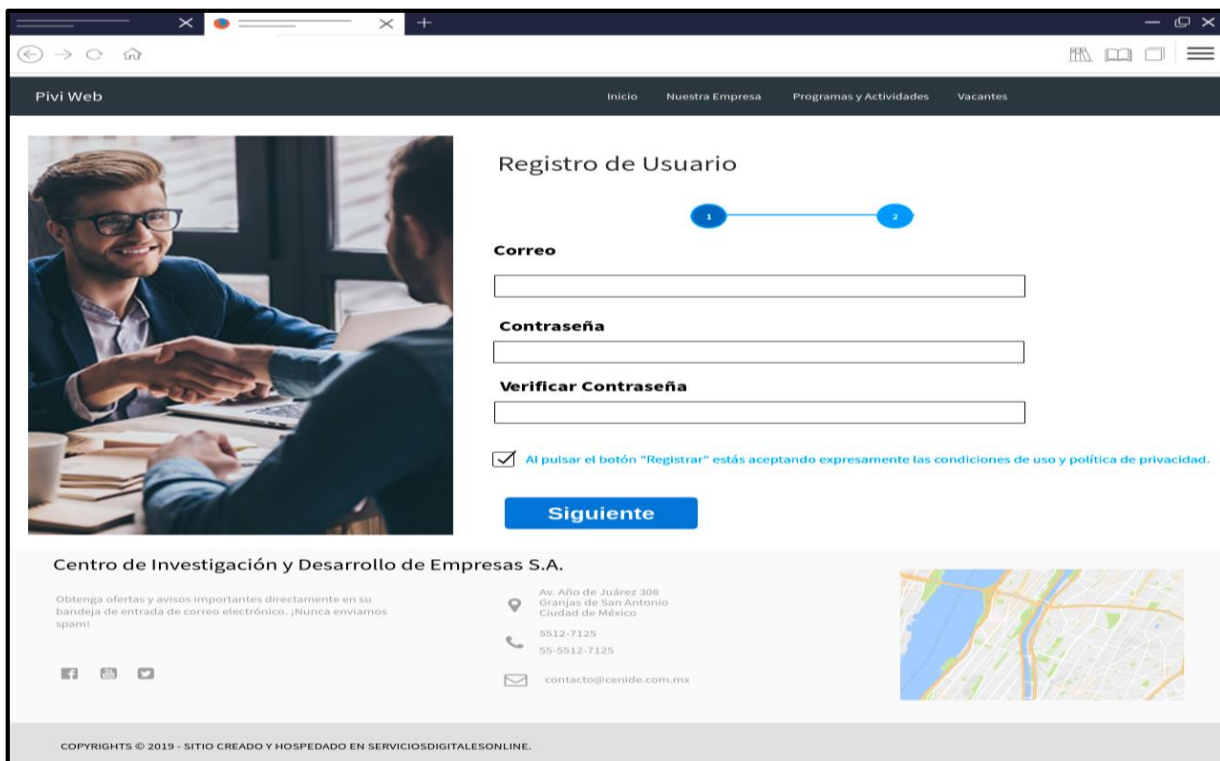 Pivi Web
Inicio Nuestra Empresa Programas y Actividades Vacantes
Registro de Usuario
1 2
Correo
Contraseña
Verificar Contraseña
Al pulsar el botón "Registrar" estás aceptando expresamente las condiciones de uso y política de privacidad.
Siguiente
Centro de Investigación y Desarrollo de Empresas S.A.
Obtenga ofertas y avisos importantes directamente en su
bandeja de entrada de correo electrónico. ¡Nunca enviamos
spam!
Av. Año de Juárez 308
Granjas de San Antonio
Ciudad de México
5512-7125
55-5512-7125
contacto@cenide.com.mx
COPYRIGHTS © 2019 - SITIO CREADO Y HOSPEDADO EN SERVICIOSDIGITALESONLINE.